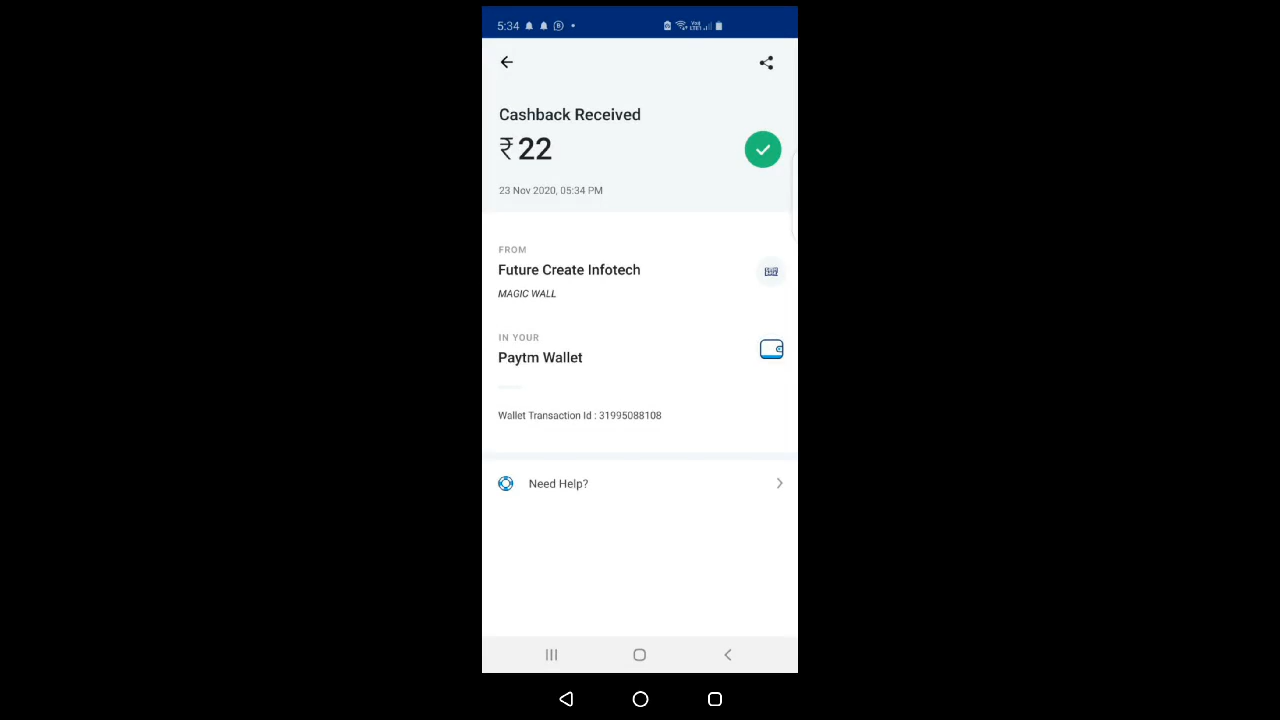 5:34
Cashback Received
₹22
23 Nov 2020, 05:34 PM
FROM
Future Create Infotech
MAGIC WALL
IN YOUR
Paytm Wallet
Wallet Transaction Id : 31995088108
Need Help?